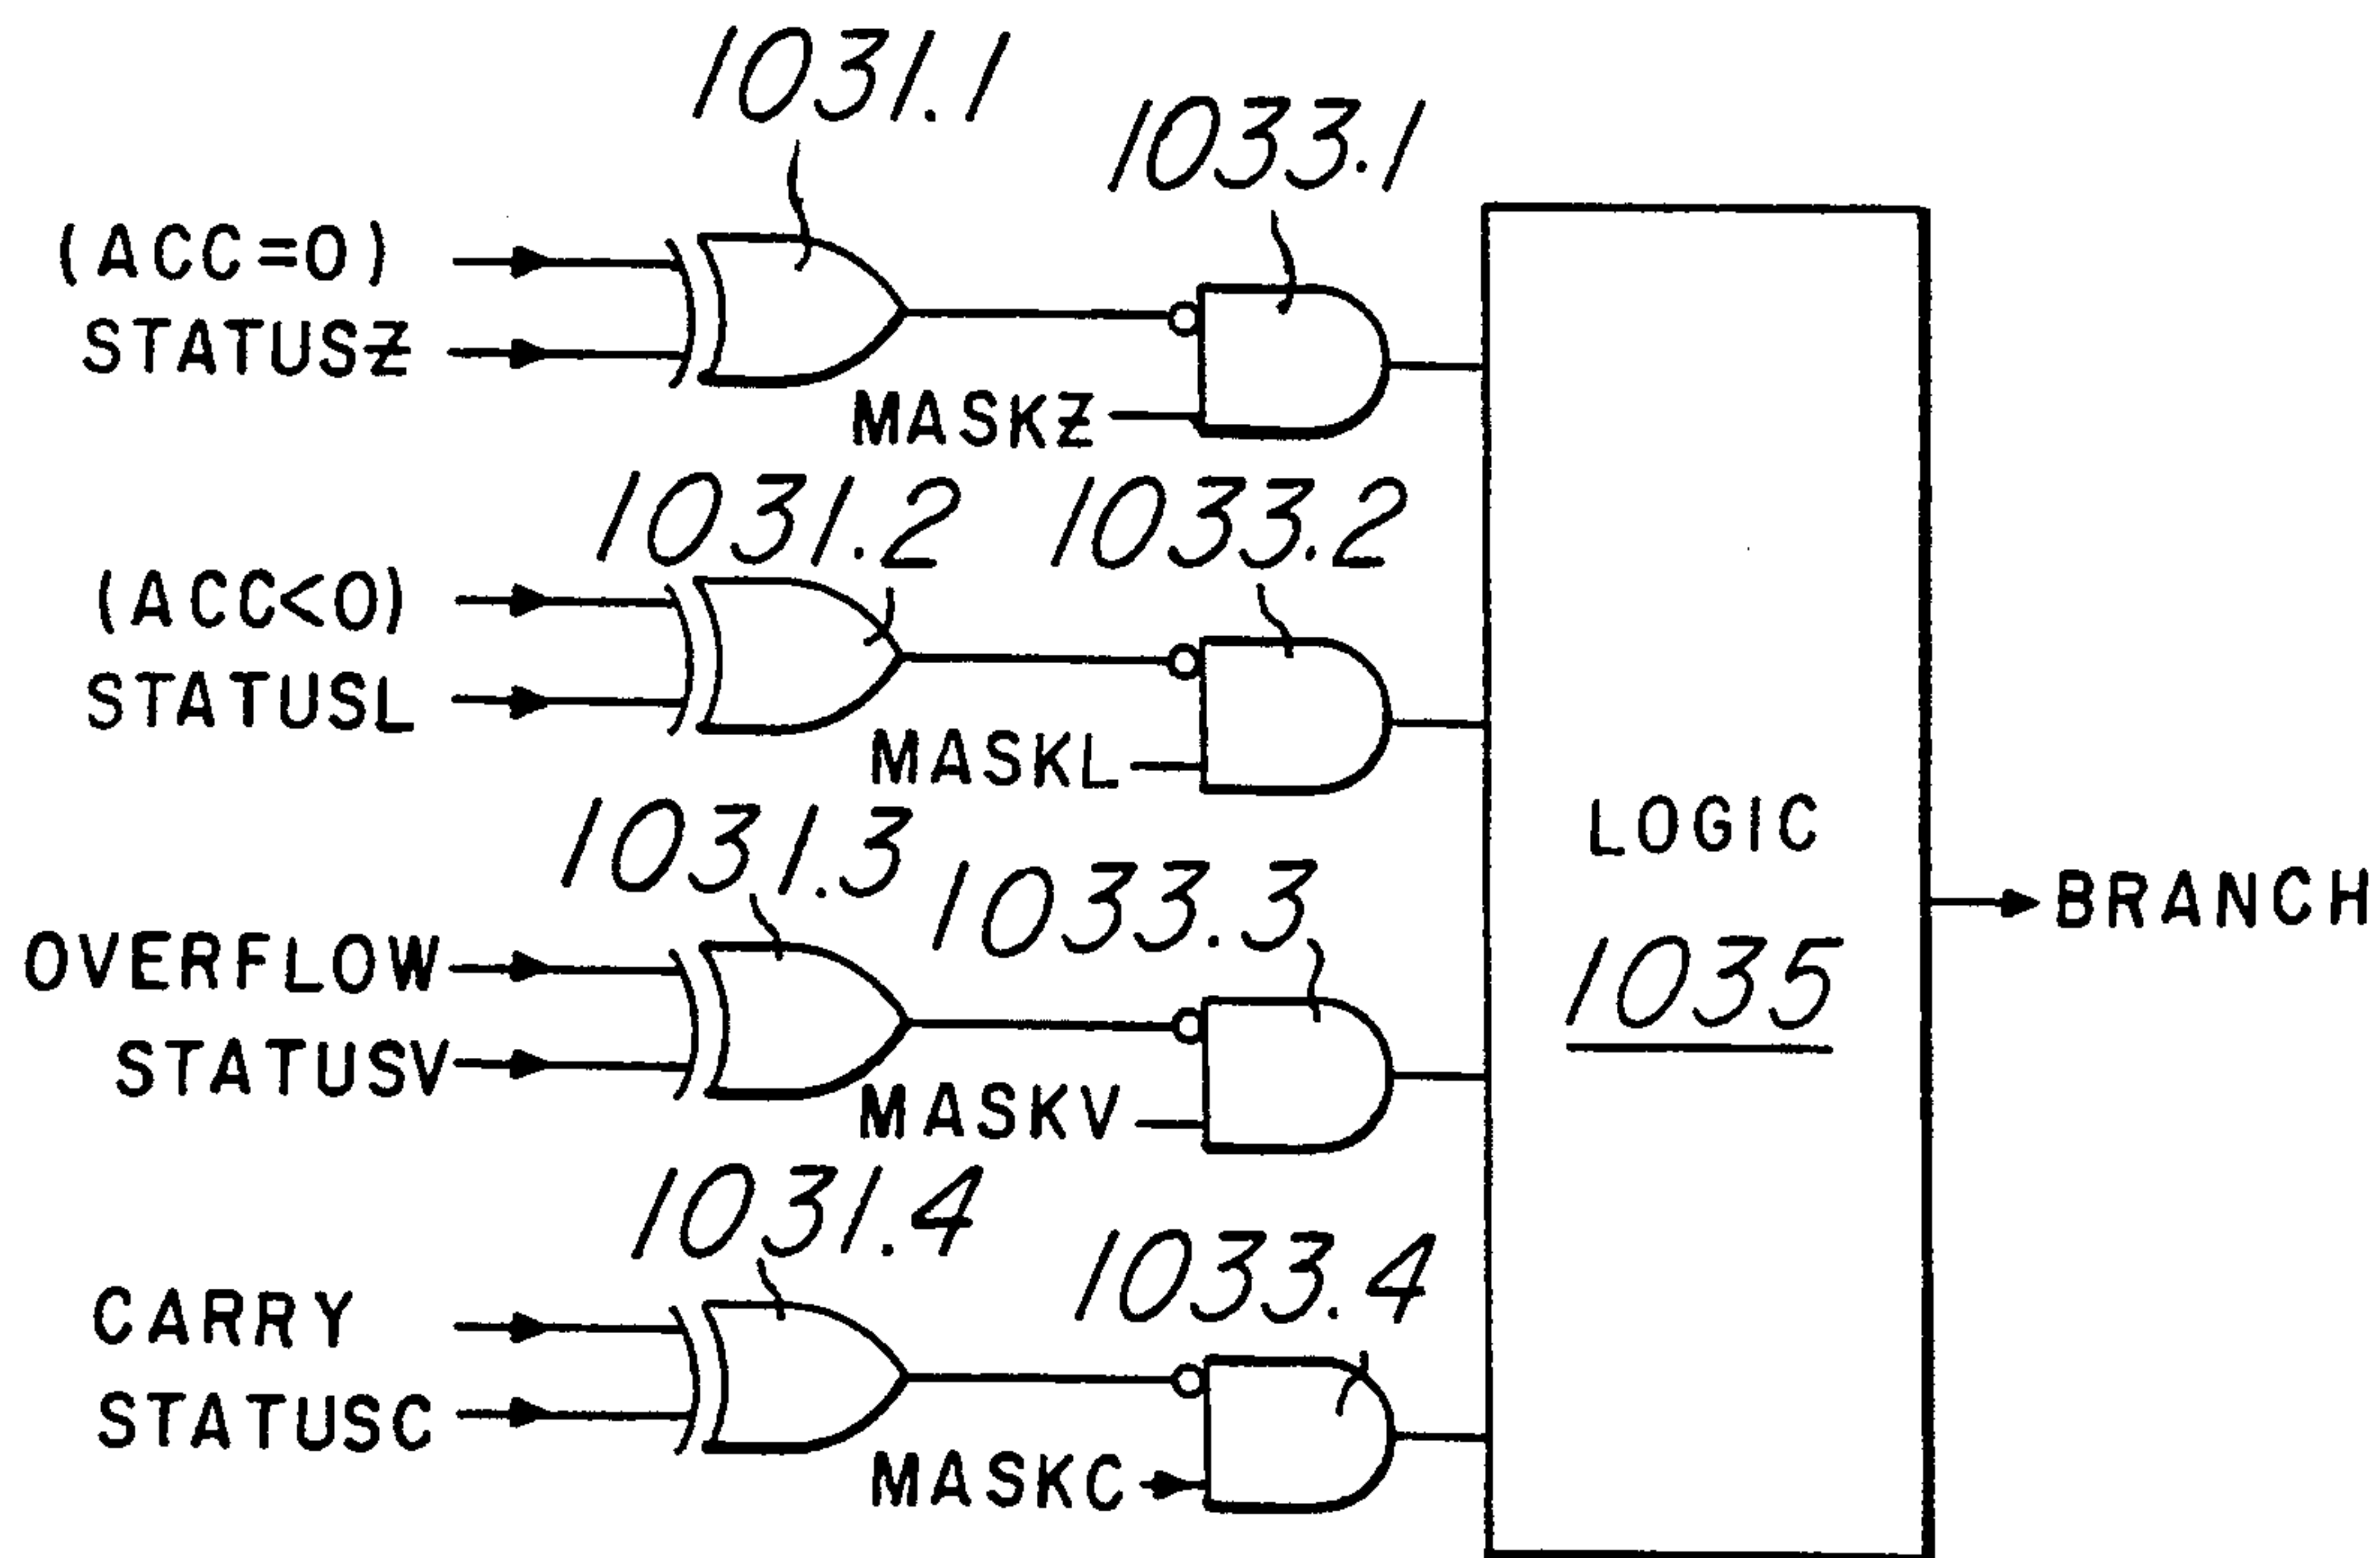 1031.1
1033.1
(ACC=0)
STATUSZ
MASKZ
1031.2
1033.2
(ACC<0)
STATUSL
MASKL
1031.3
1033.3
OVERFLOW
STATUSV
MASKV
LOGIC
1035
BRANCH
1031.4
1033.4
CARRY
STATUSC
MASKC